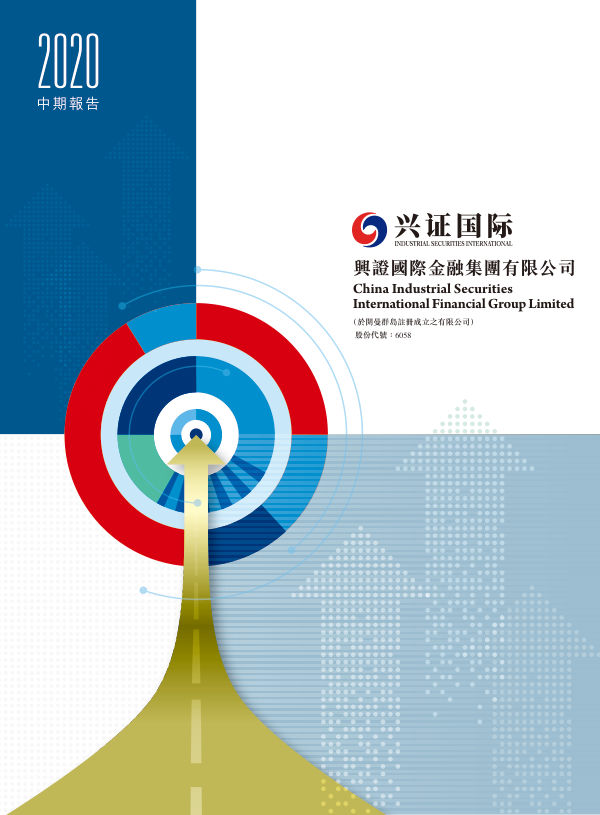 2020
中期報告
兴证国际
INDUSTRIAL SECURITIES INTERNATIONAL
興證國際金融集團有限公司
China Industrial Securities
International Financial Group Limited
（於開曼群島註冊成立之有限公司）
股份代號：6058